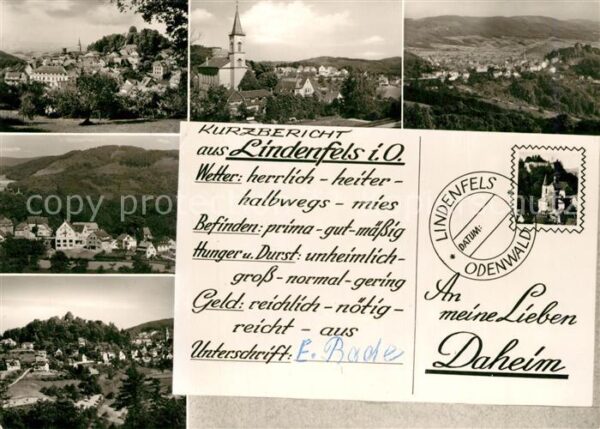 KURZBERICHT
aus Lindenfels i.O.
Wetter: herrlich - heiter -
halbwegs - mies
Befinden: prima - gut - mäßig
Hunger u. Durst: unheimlich -
groß - normal - gering
Geld: reichlich - nötig -
reicht - aus
Unterschrift: E. Bade
LINDENFELS
DATUM:
* ODENWALD
An
meine Lieben
Daheim
copy